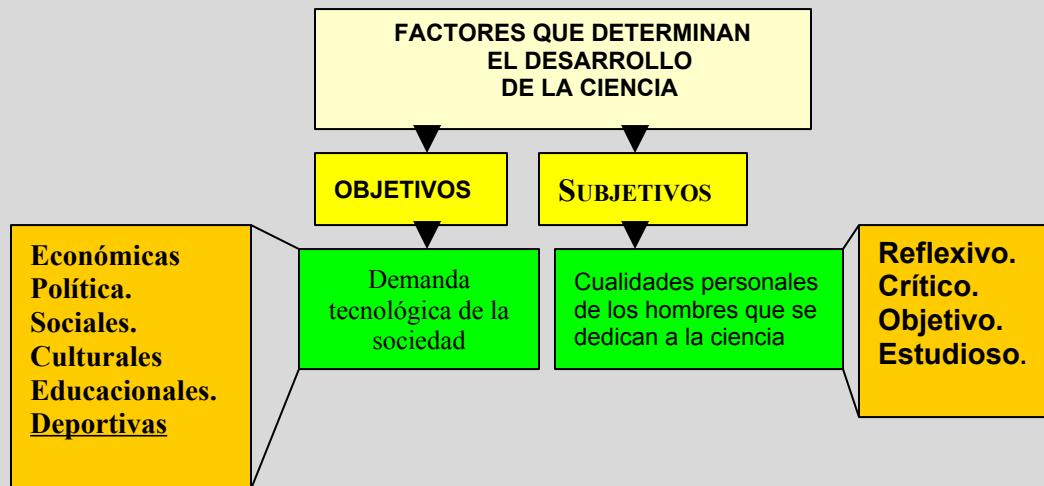 FACTORES QUE DETERMINAN
EL DESARROLLO
DE LA CIENCIA
OBJETIVOS
SUBJETIVOS
Económicas
Política.
Sociales.
Culturales
Educacionales.
Deportivas
Demanda
tecnológica de la
sociedad
Cualidades personales
de los hombres que se
dedican a la ciencia
Reflexivo.
Crítico.
Objetivo.
Estudioso.